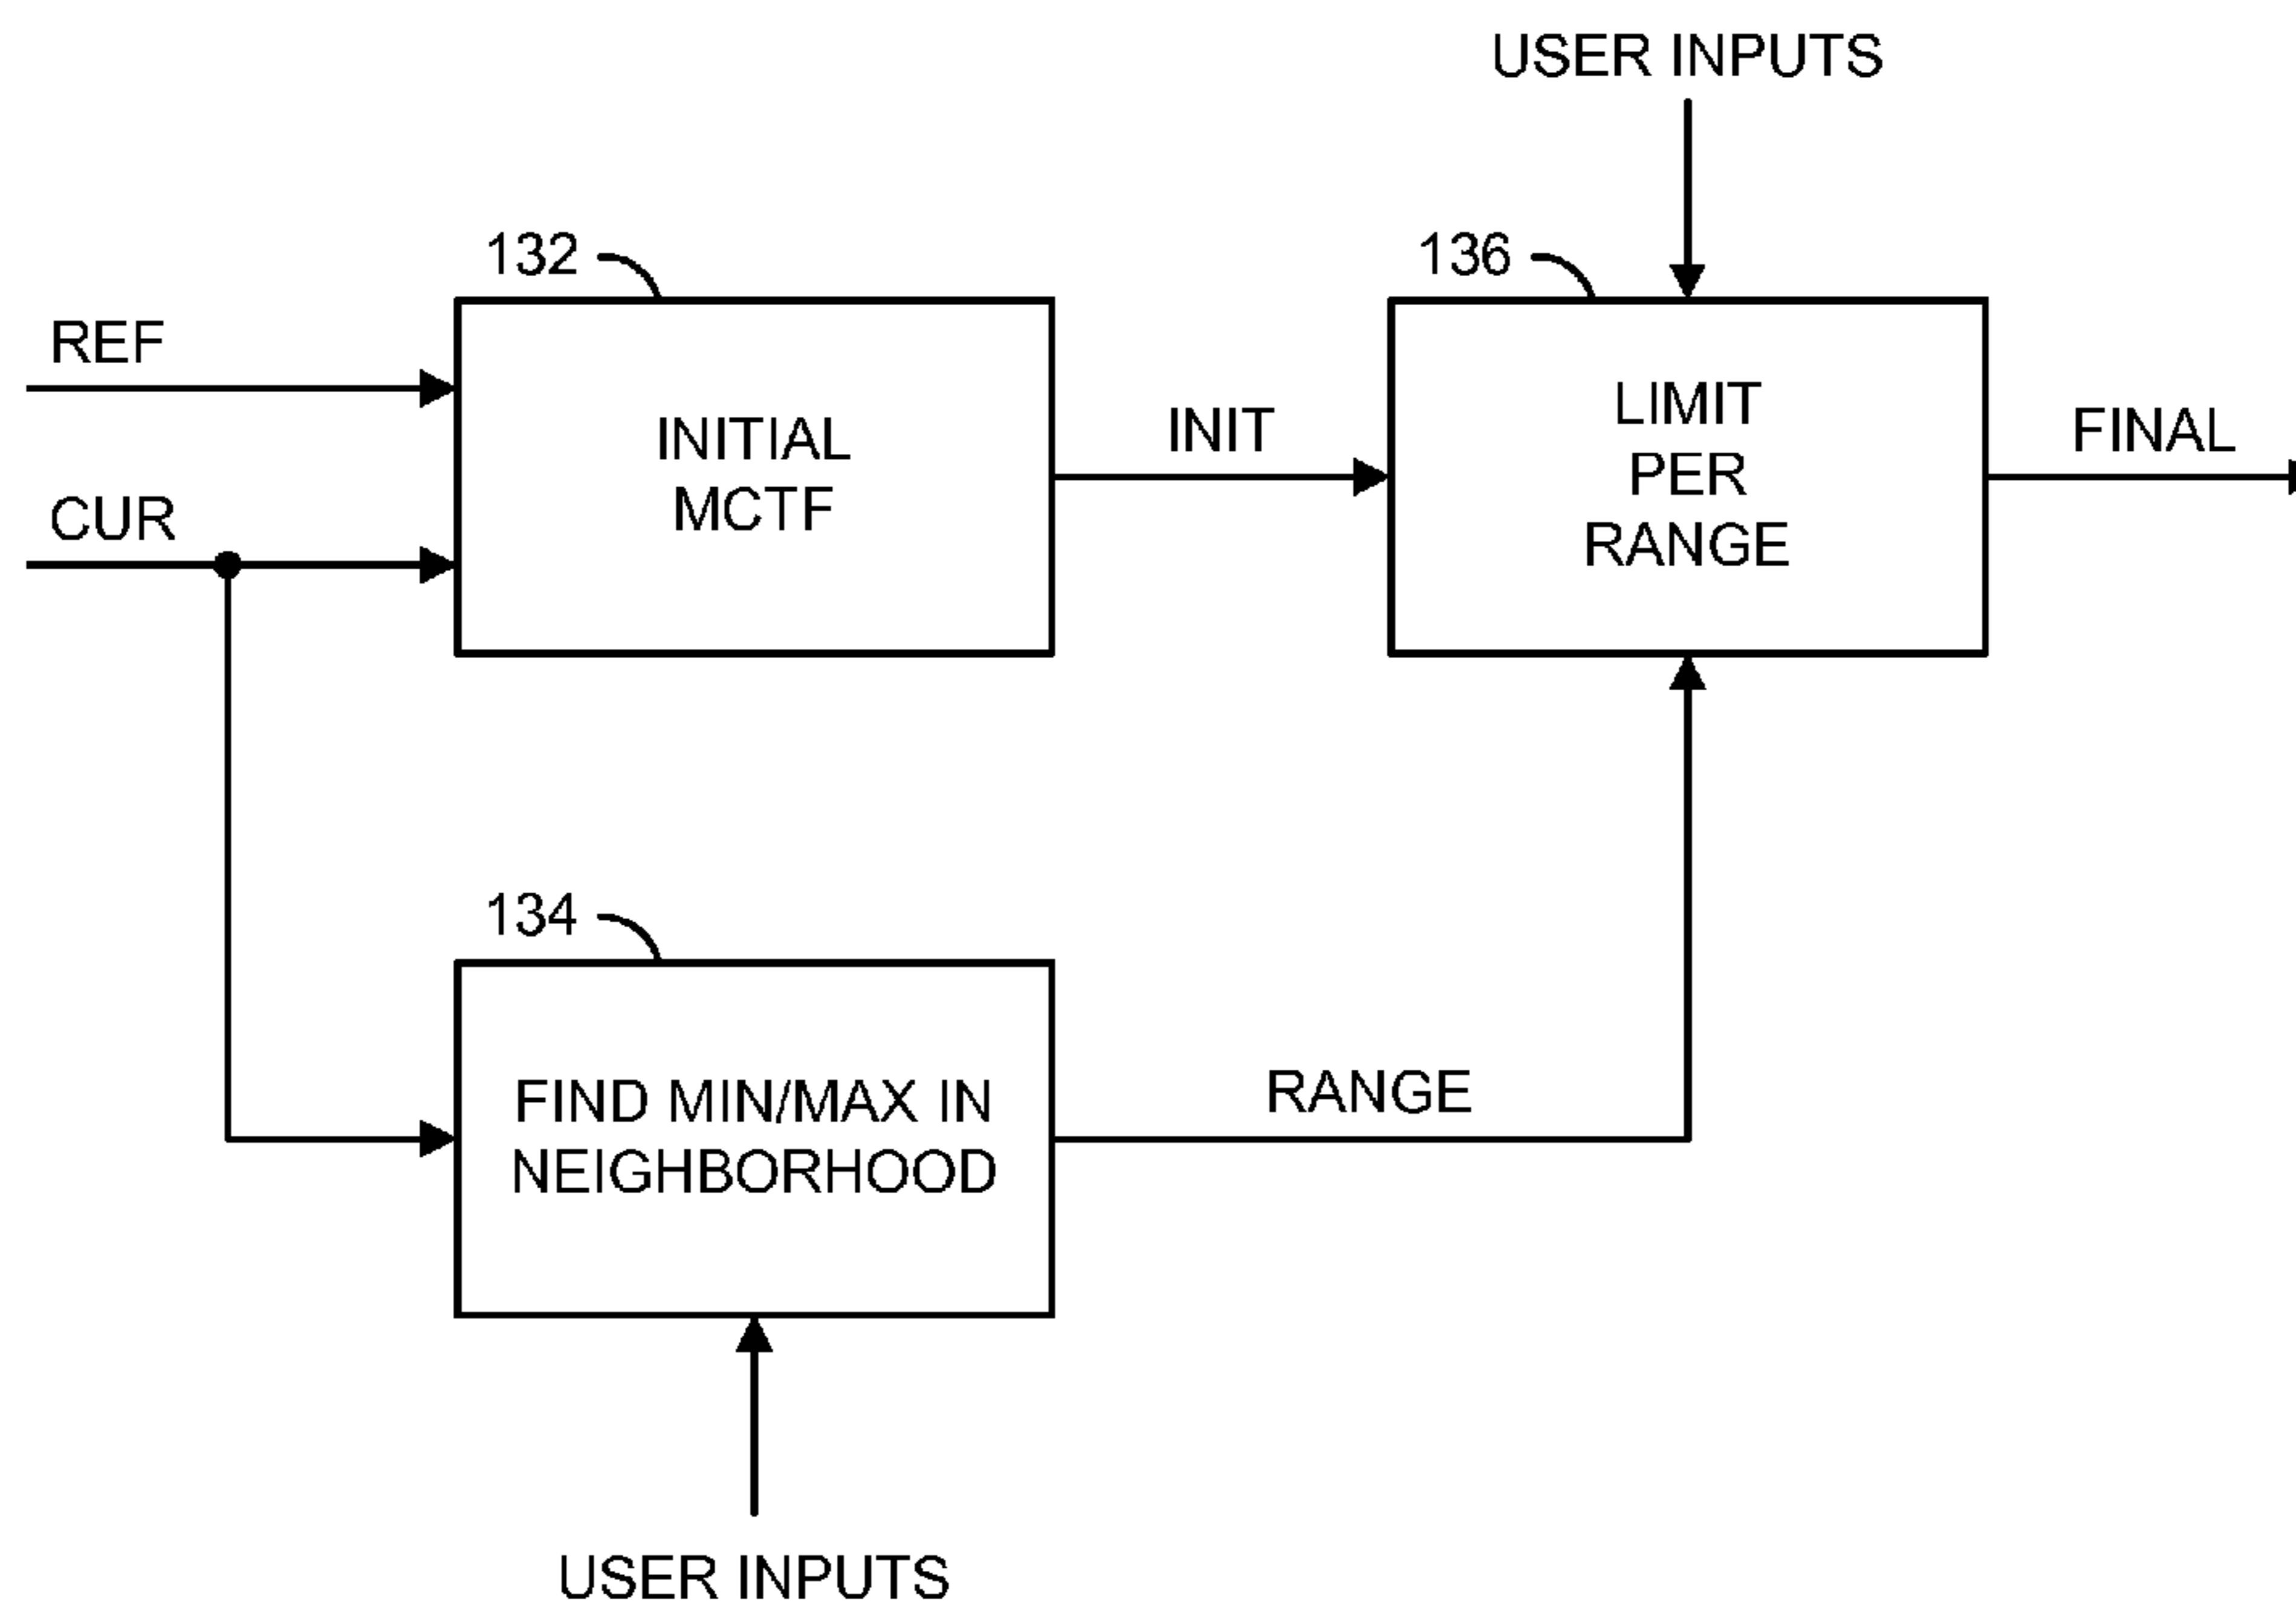 USER INPUTS
132
136
REF
CUR
INITIAL
MCTF
INIT
LIMIT
PER
RANGE
FINAL
134
FIND MIN/MAX IN
NEIGHBORHOOD
RANGE
USER INPUTS